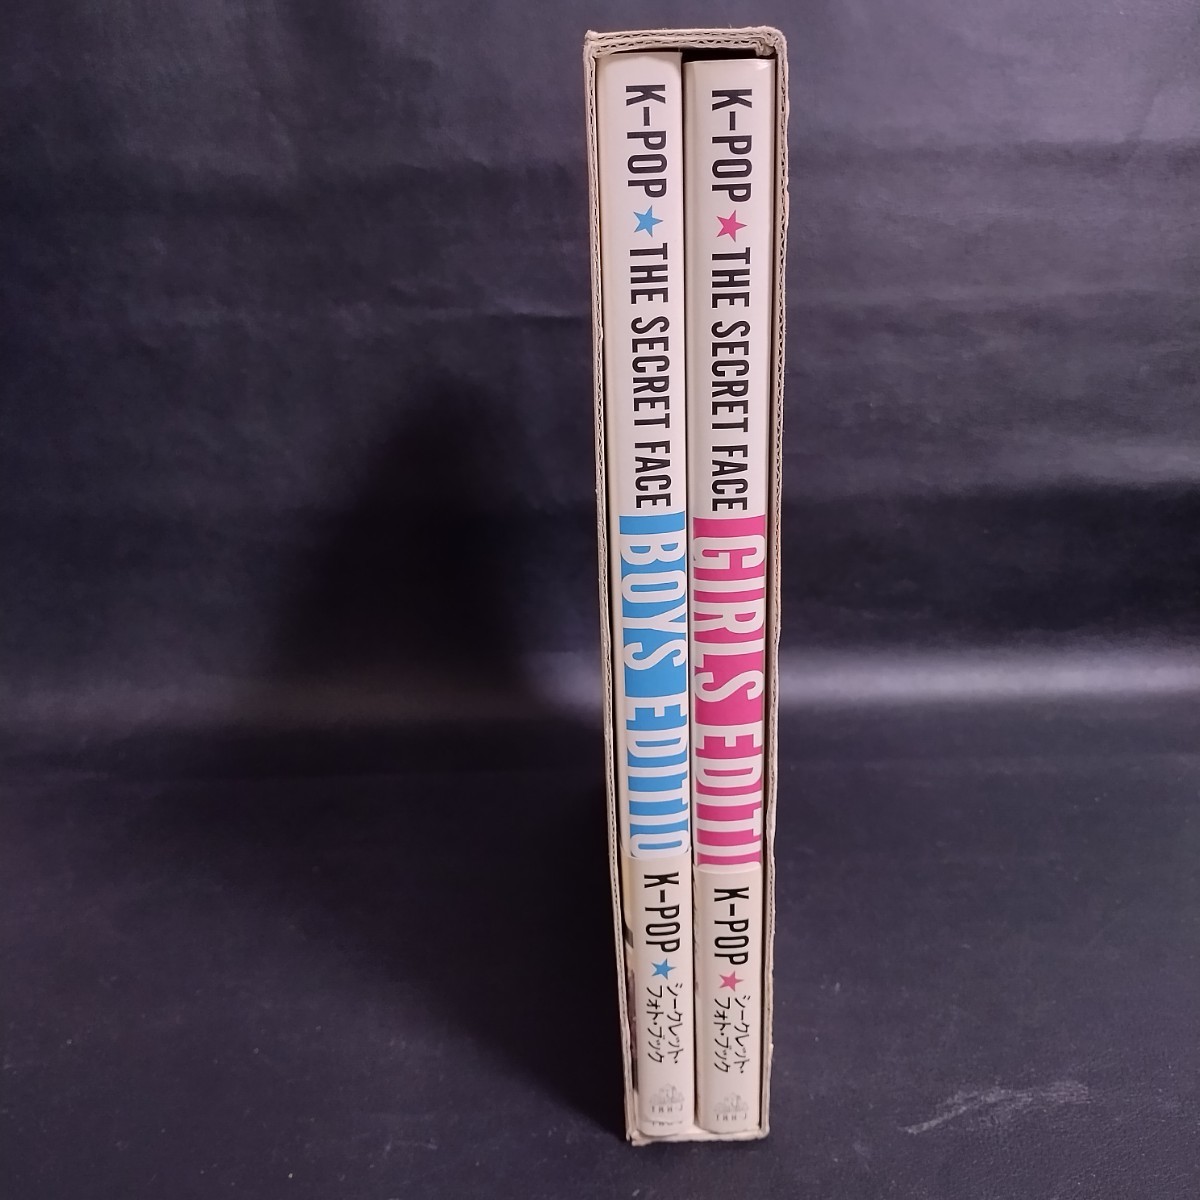 K-POP ★ THE SECRET FACE
BOYS EDITIO
K-POP ★ シークレット・
フォト・ブック
K-POP ★ THE SECRET FACE
GIRLS EDITI
K-POP ★ シークレット・
フォト・ブック